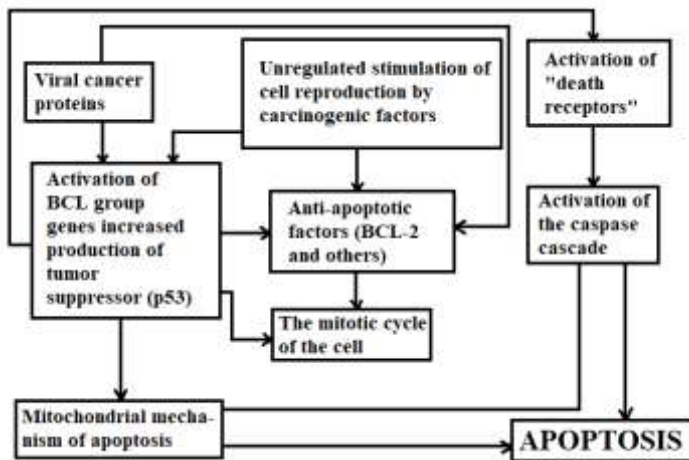 Viral cancer
proteins
Unregulated stimulation of
cell reproduction by
carcinogenic factors
Activation of
"death
receptors"
Activation of
BCL group
genes increased
production of
tumor
suppressor (p53)
Anti-apoptotic
factors (BCL-2
and others)
Activation of
the caspase
cascade
The mitotic cycle
of the cell
Mitochondrial mecha-
nism of apoptosis
APOPTOSIS